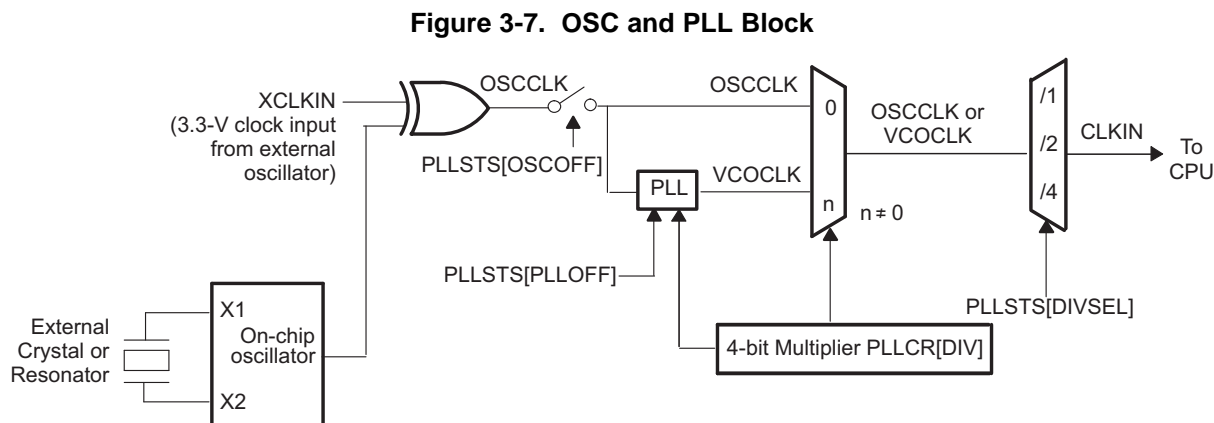 Figure 3-7. OSC and PLL Block
XCLKIN
(3.3-V clock input
from external
oscillator)
OSCCLK
PLLSTS[OSCOFF]
OSCCLK
0
PLL
VCOCLK
n
n ≠ 0
OSCCLK or
VCOCLK
/1
/2
/4
CLKIN
To
CPU
PLLSTS[PLLOFF]
PLLSTS[DIVSEL]
4-bit Multiplier PLLCR[DIV]
External
Crystal or
Resonator
X1
On-chip
oscillator
X2